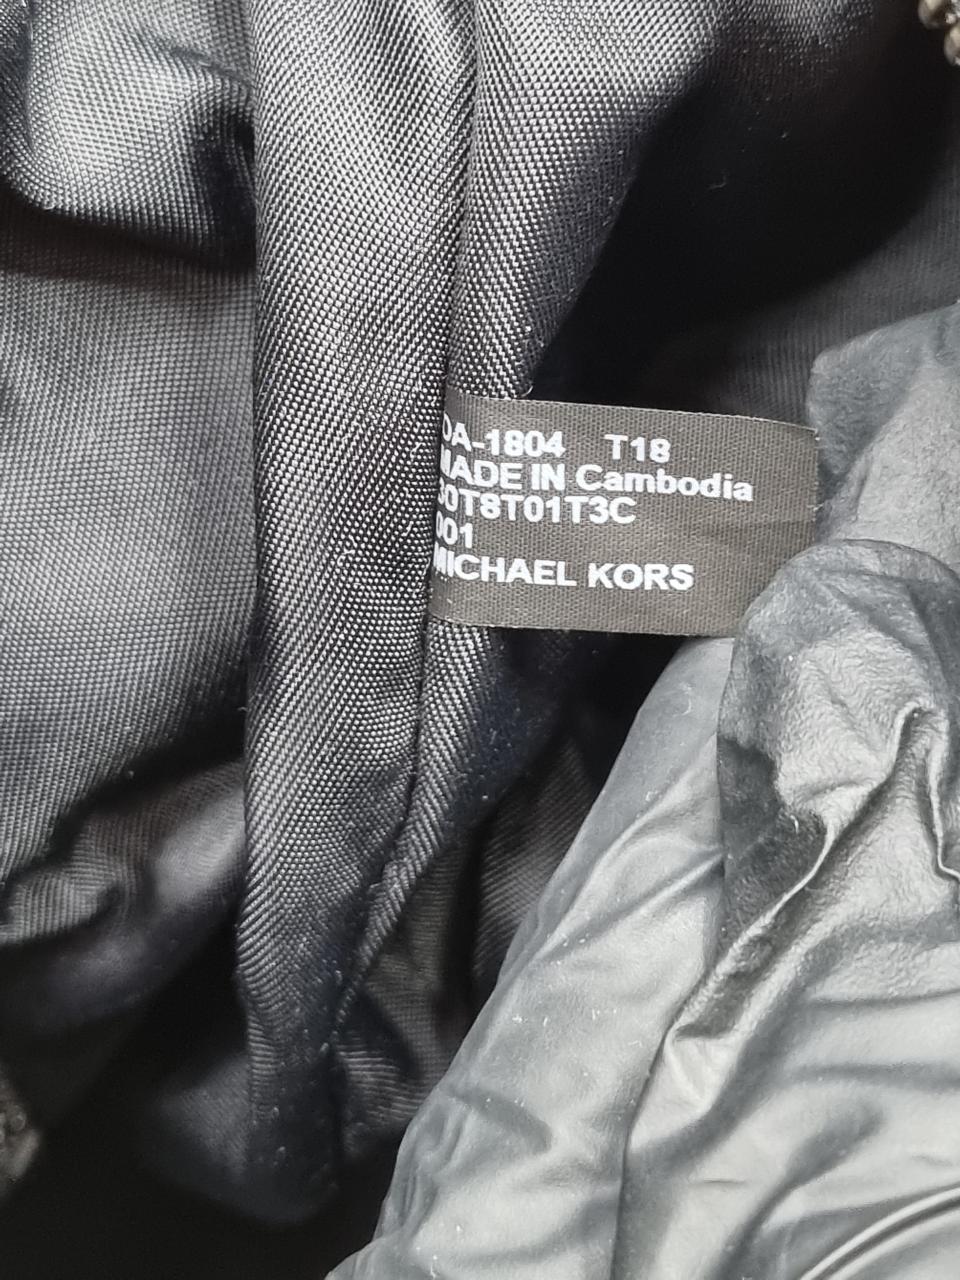 OA-1804 T18
MADE IN Cambodia
30T8T01T3C
001
MICHAEL KORS